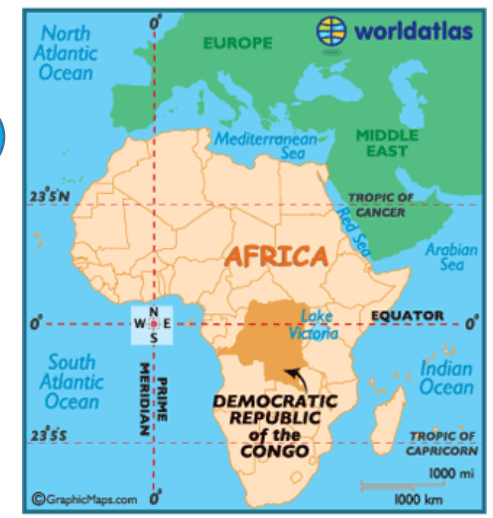 0°
North
Atlantic
Ocean
EUROPE
worldatlas
Mediterranean
Sea
MIDDLE
EAST
23°5'N
TROPIC OF
CANCER
Red Sea
AFRICA
Arabian
Sea
N
W E
S
0°
Lake
Victoria
EQUATOR
0°
South
Atlantic
Ocean
PRIME
MERIDIAN
Indian
Ocean
DEMOCRATIC
REPUBLIC
of the
CONGO
23°5'S
TROPIC OF
CAPRICORN
1000 mi
1000 km
©GraphicMaps.com
0°